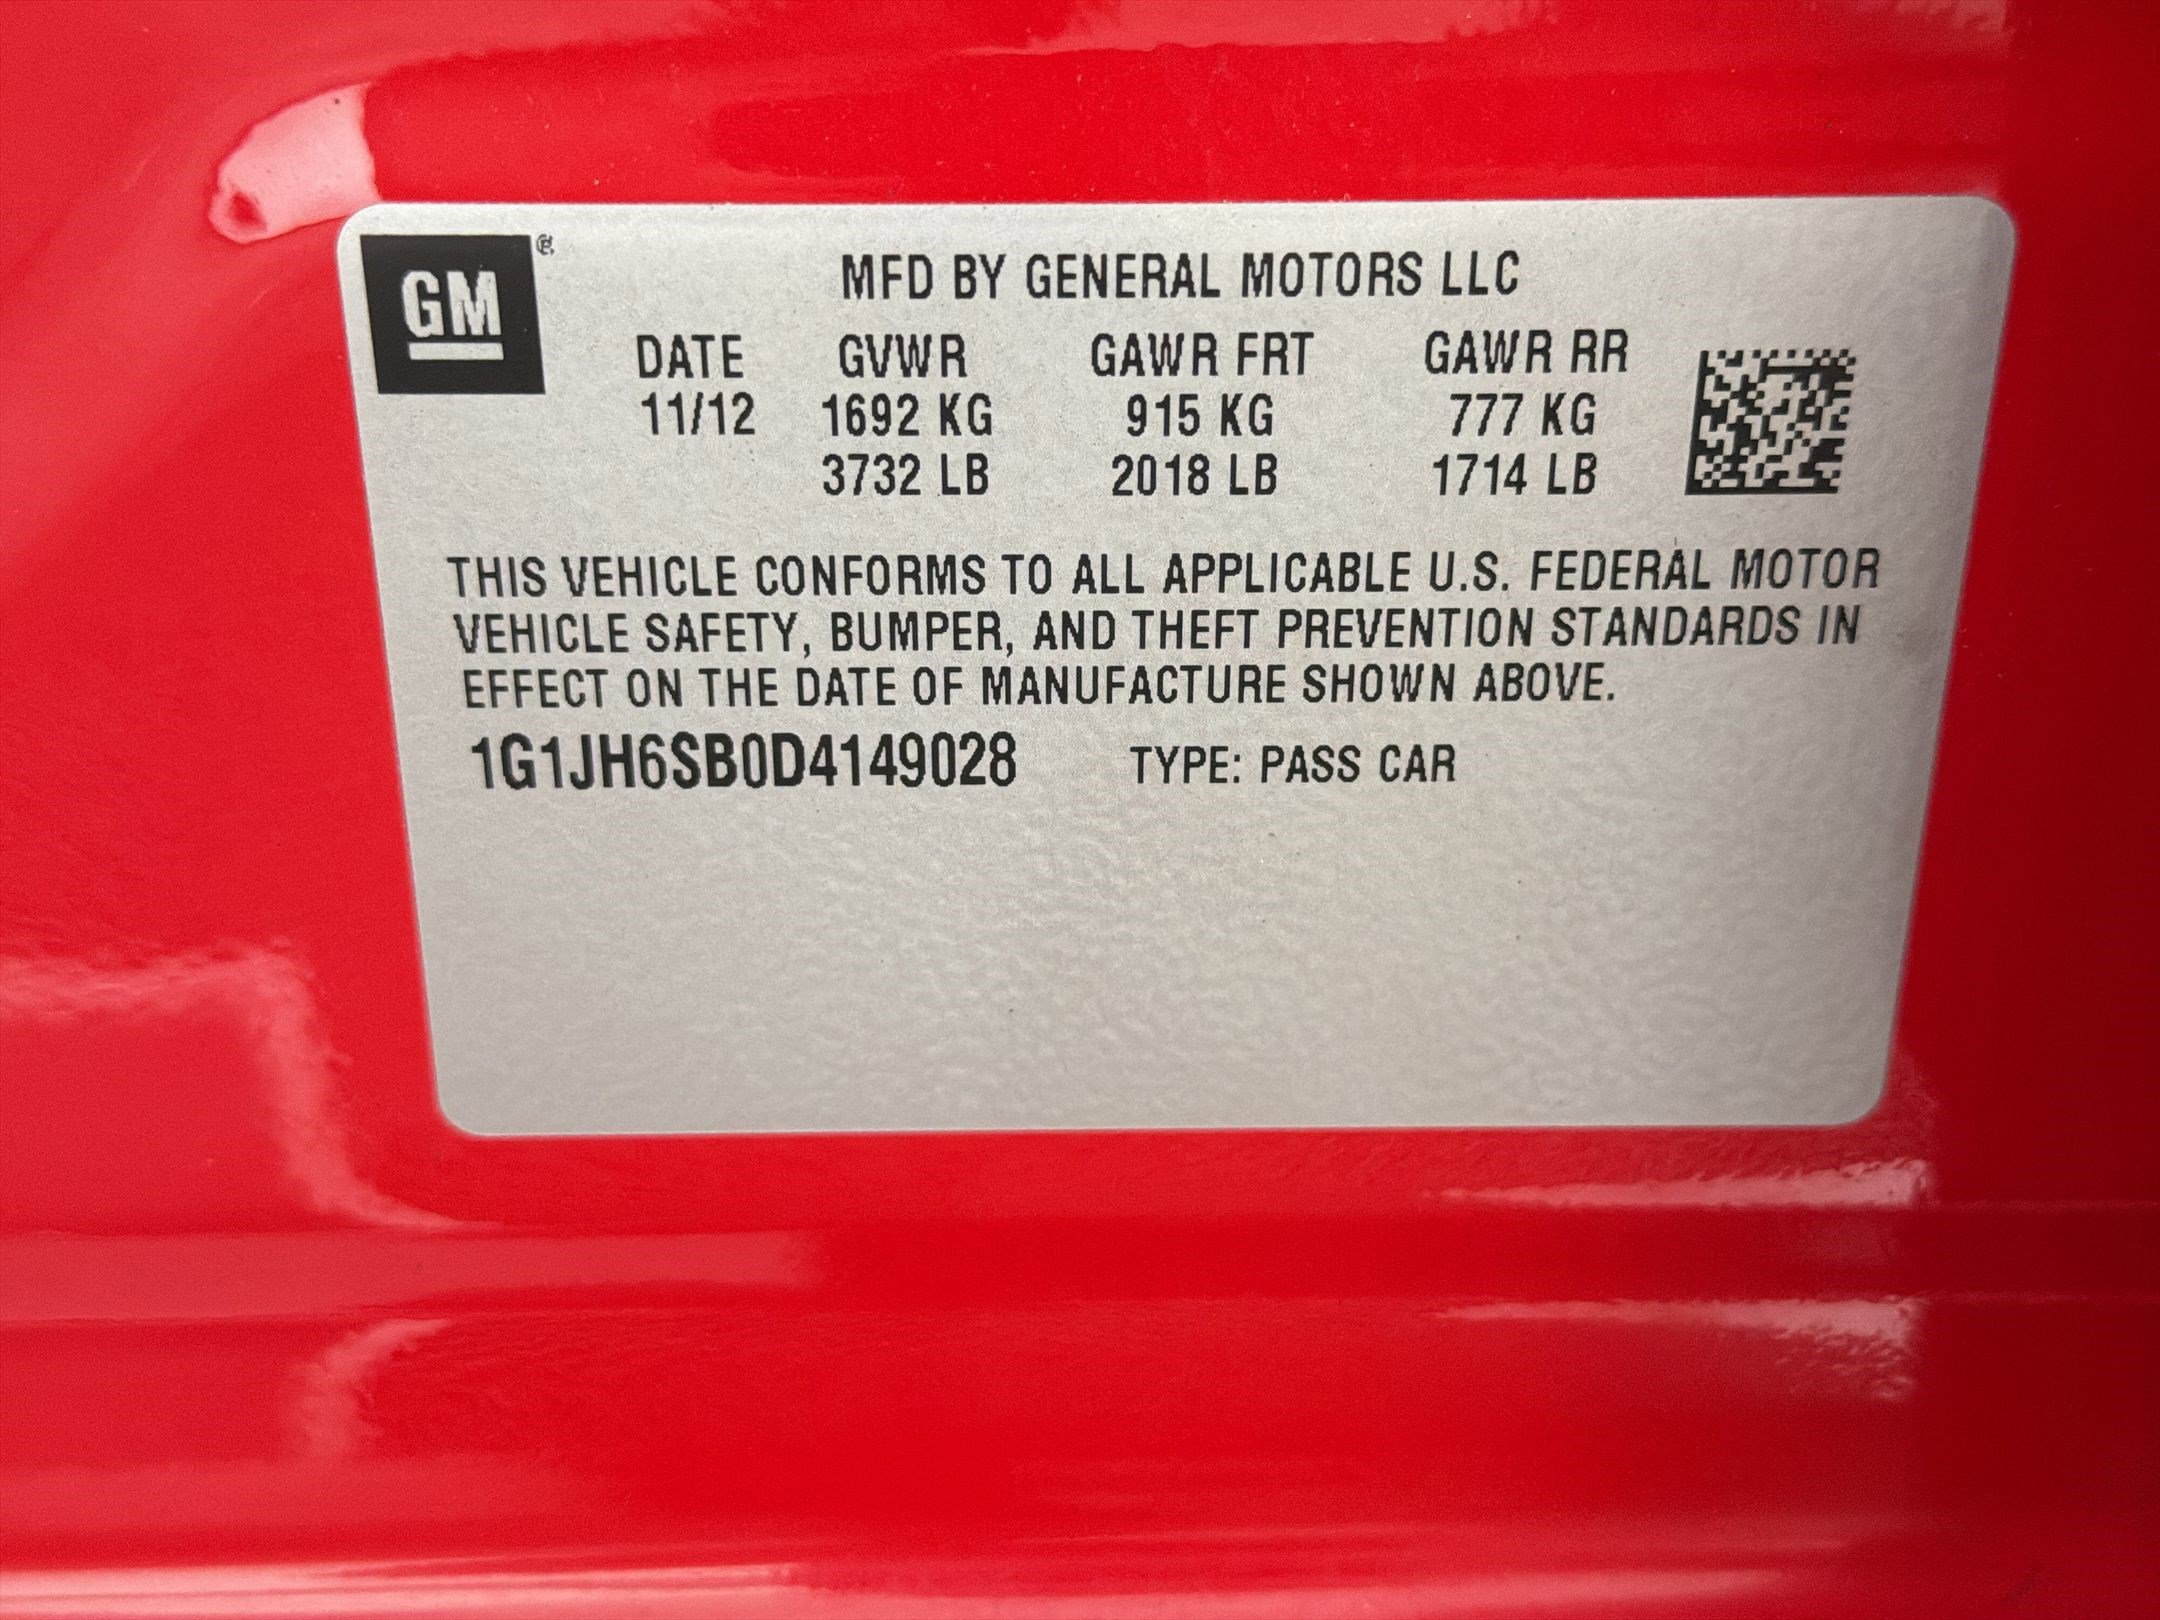 GM ®
MFD BY GENERAL MOTORS LLC
DATE GVWR GAWR FRT GAWR RR
11/12 1692 KG 915 KG 777 KG
3732 LB 2018 LB 1714 LB
THIS VEHICLE CONFORMS TO ALL APPLICABLE U.S. FEDERAL MOTOR
VEHICLE SAFETY, BUMPER, AND THEFT PREVENTION STANDARDS IN
EFFECT ON THE DATE OF MANUFACTURE SHOWN ABOVE.
1G1JH6SB0D4149028 TYPE: PASS CAR